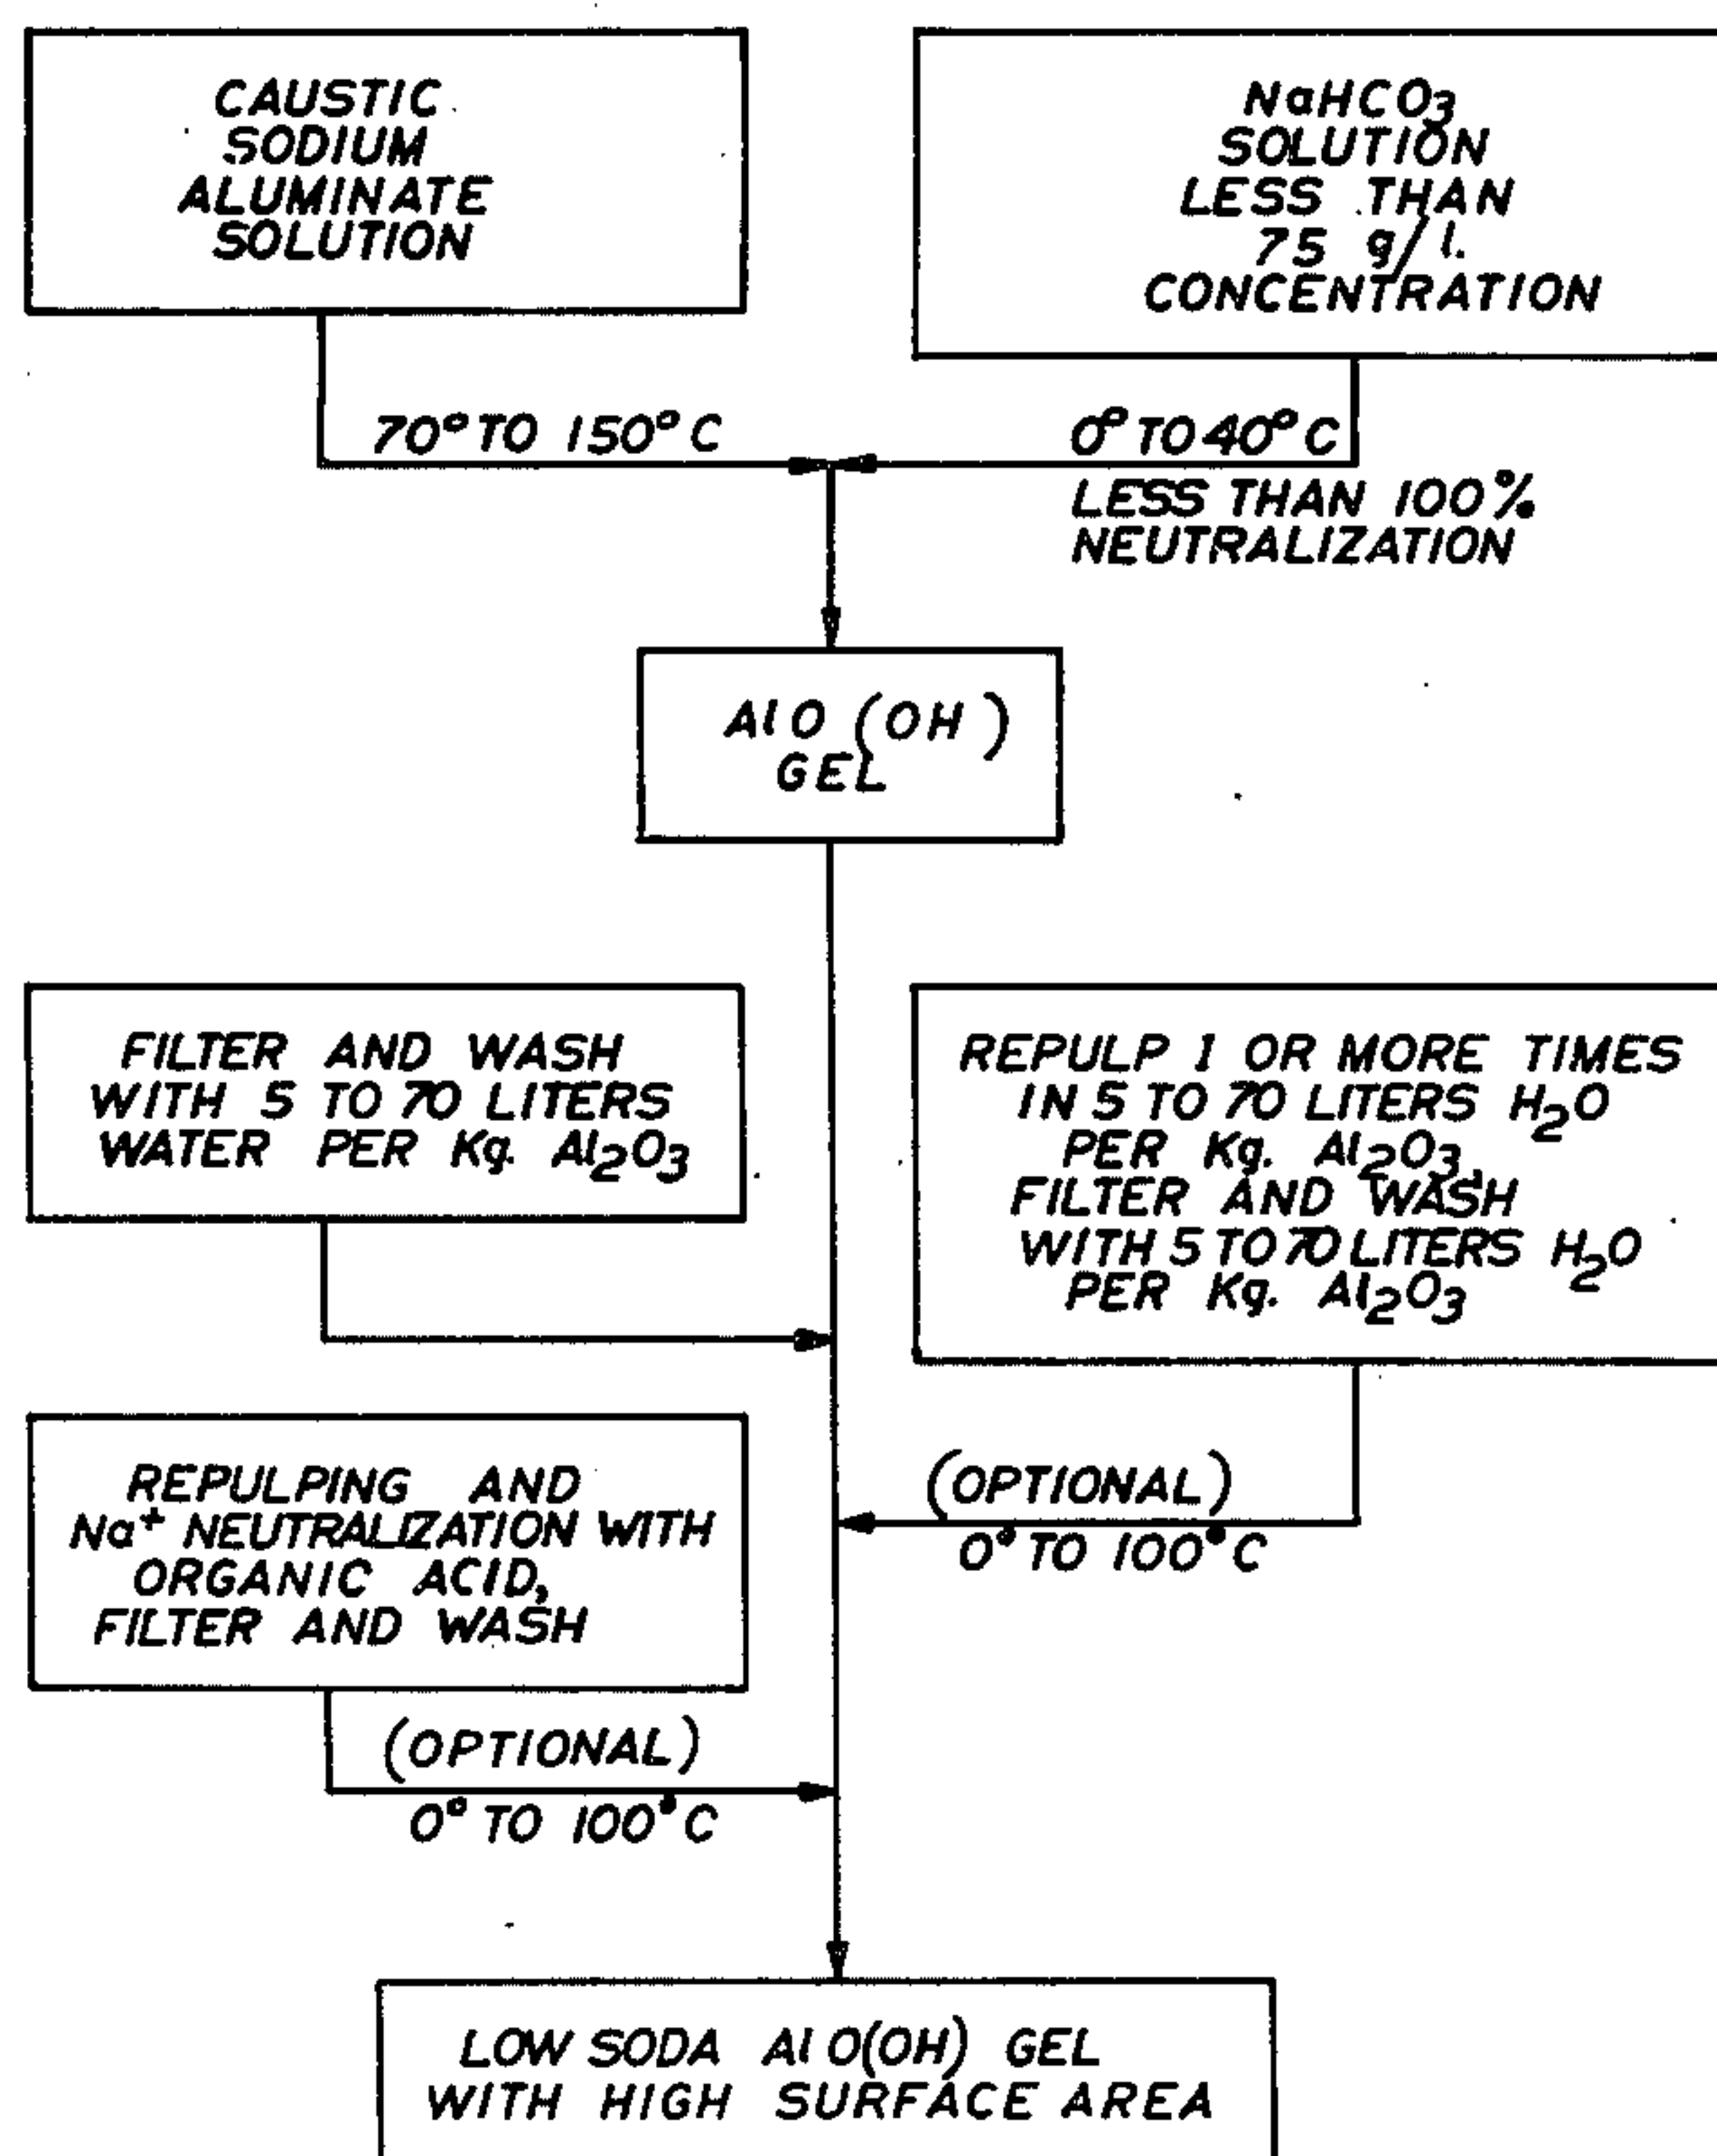 CAUSTIC
SODIUM
ALUMINATE
SOLUTION
NaHCO3
SOLUTION
LESS THAN
75 g/l.
CONCENTRATION
70° TO 150° C
0° TO 40° C
LESS THAN 100%
NEUTRALIZATION
AlO (OH)
GEL
FILTER AND WASH
WITH 5 TO 70 LITERS
WATER PER Kg. Al2O3
REPULP 1 OR MORE TIMES
IN 5 TO 70 LITERS H2O
PER Kg. Al2O3,
FILTER AND WASH
WITH 5 TO 70 LITERS H2O
PER Kg. Al2O3
REPULPING AND
Na+ NEUTRALIZATION WITH
ORGANIC ACID,
FILTER AND WASH
(OPTIONAL)
0° TO 100° C
(OPTIONAL)
0° TO 100° C
LOW SODA AlO(OH) GEL
WITH HIGH SURFACE AREA